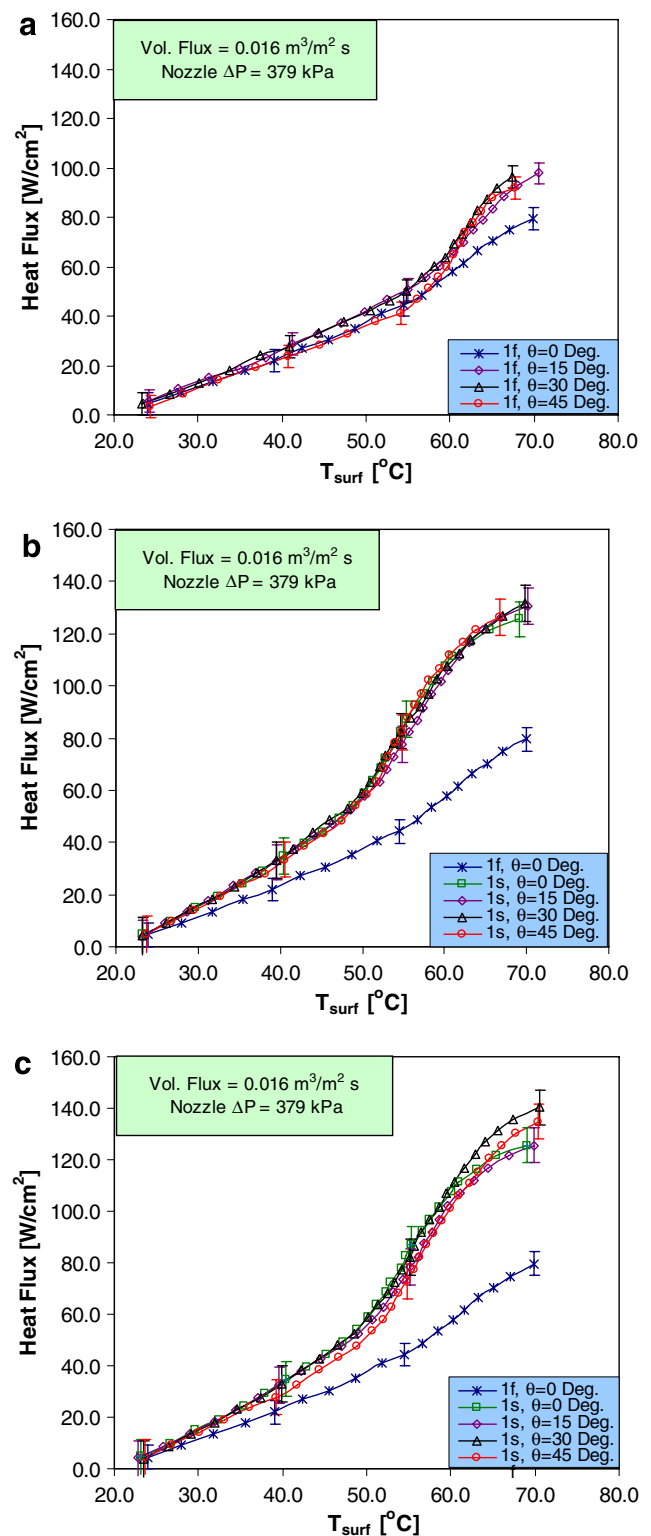 a
Vol. Flux = 0.016 m³/m² s
Nozzle ΔP = 379 kPa
160.0
140.0
120.0
100.0
80.0
60.0
40.0
20.0
0.0
Heat Flux [W/cm²]
1f, θ=0 Deg.
1f, θ=15 Deg.
1f, θ=30 Deg.
1f, θ=45 Deg.
20.0 30.0 40.0 50.0 60.0 70.0 80.0
T_surf [°C]
b
Vol. Flux = 0.016 m³/m² s
Nozzle ΔP = 379 kPa
160.0
140.0
120.0
100.0
80.0
60.0
40.0
20.0
0.0
Heat Flux [W/cm²]
1f, θ=0 Deg.
1s, θ=0 Deg.
1s, θ=15 Deg.
1s, θ=30 Deg.
1s, θ=45 Deg.
20.0 30.0 40.0 50.0 60.0 70.0 80.0
T_surf [°C]
c
Vol. Flux = 0.016 m³/m² s
Nozzle ΔP = 379 kPa
160.0
140.0
120.0
100.0
80.0
60.0
40.0
20.0
0.0
Heat Flux [W/cm²]
1f, θ=0 Deg.
1s, θ=0 Deg.
1s, θ=15 Deg.
1s, θ=30 Deg.
1s, θ=45 Deg.
20.0 30.0 40.0 50.0 60.0 70.0 80.0
T_surf [°C]